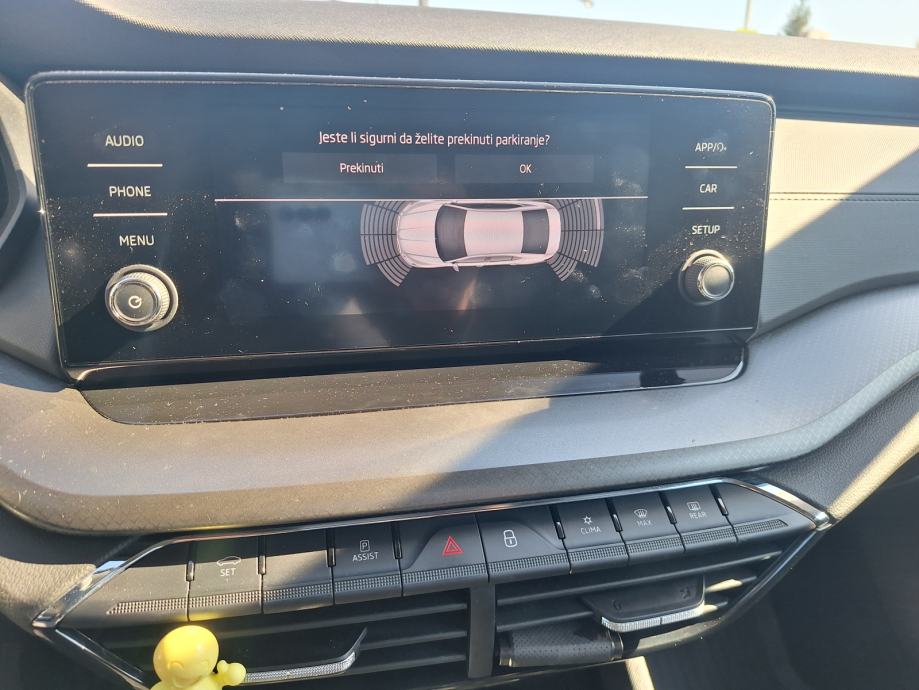 AUDIO
PHONE
MENU
Jeste li sigurni da želite prekinuti parkiranje?
Prekinuti
OK
APP/
CAR
SETUP
SET
P
ASSIST
CLIMA
MAX
REAR